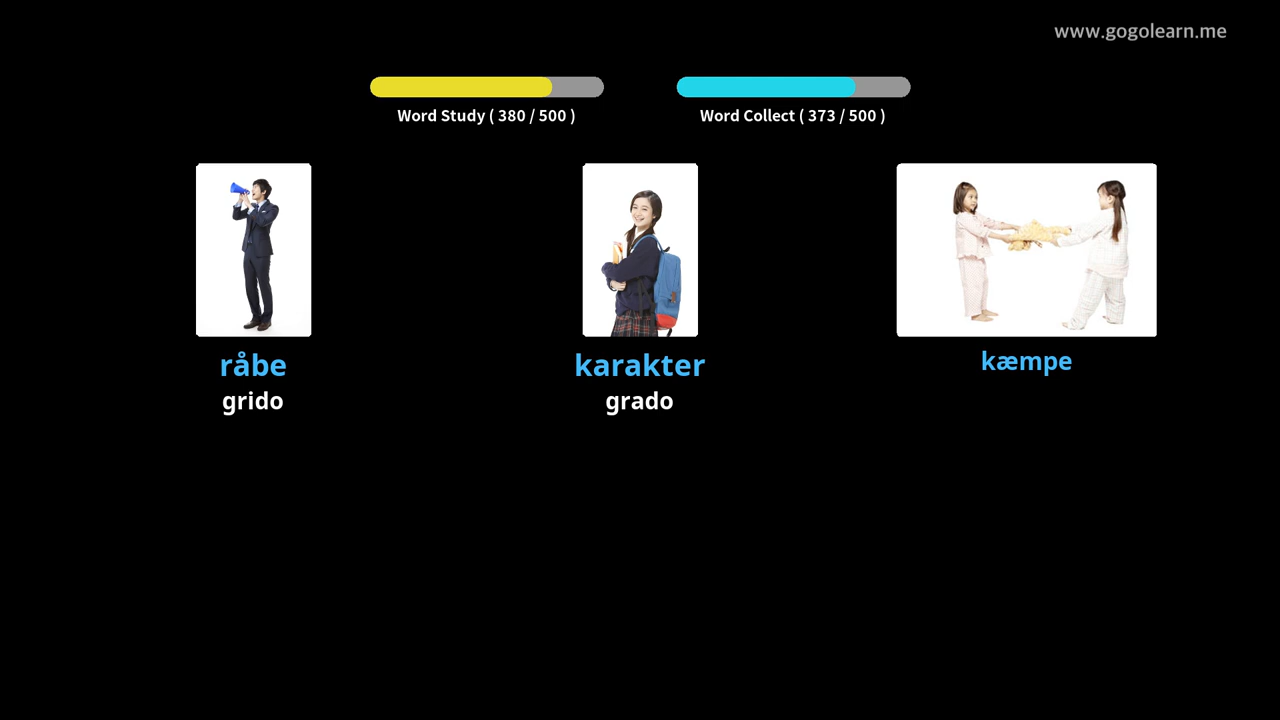 www.gogolearn.me
Word Study ( 380 / 500 )
Word Collect ( 373 / 500 )
råbe
grido
karakter
grado
kæmpe